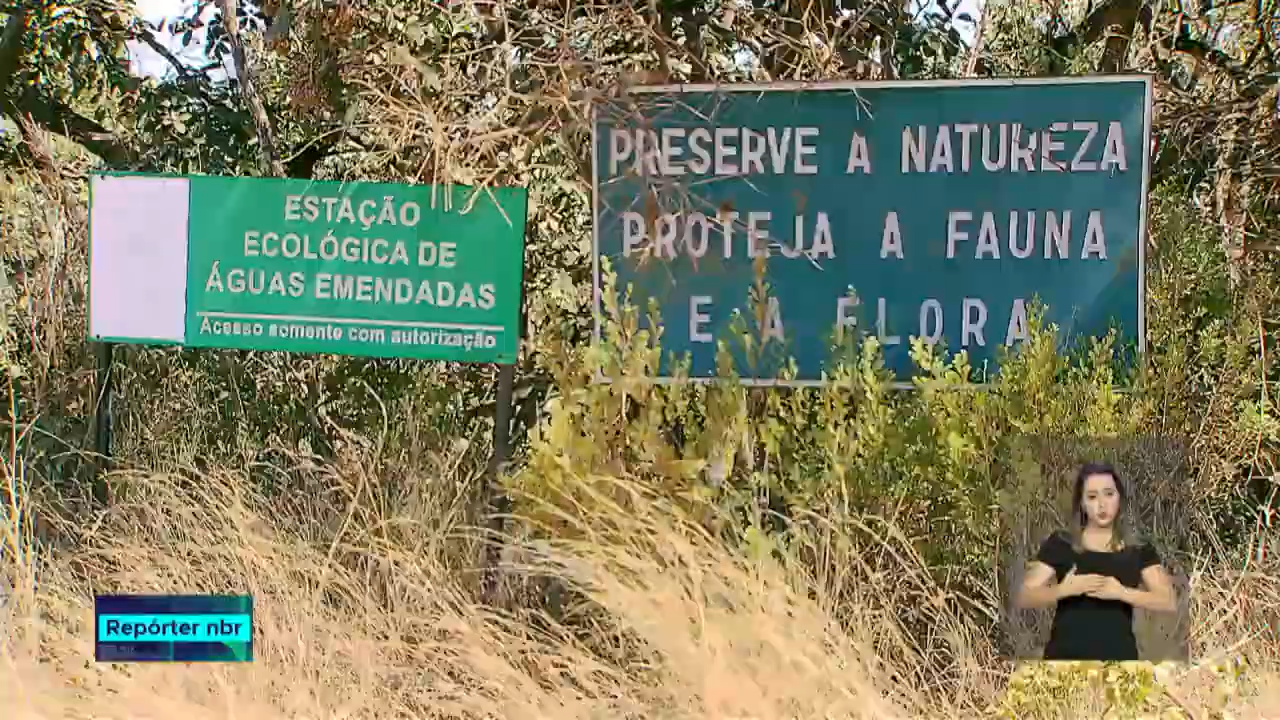 ESTAÇÃO
ECOLÓGICA DE
ÁGUAS EMENDADAS
Acesso somente com autorização
PRESERVE A NATUREZA
PROTEJA A FAUNA
E A FLORA
Repórter nbr